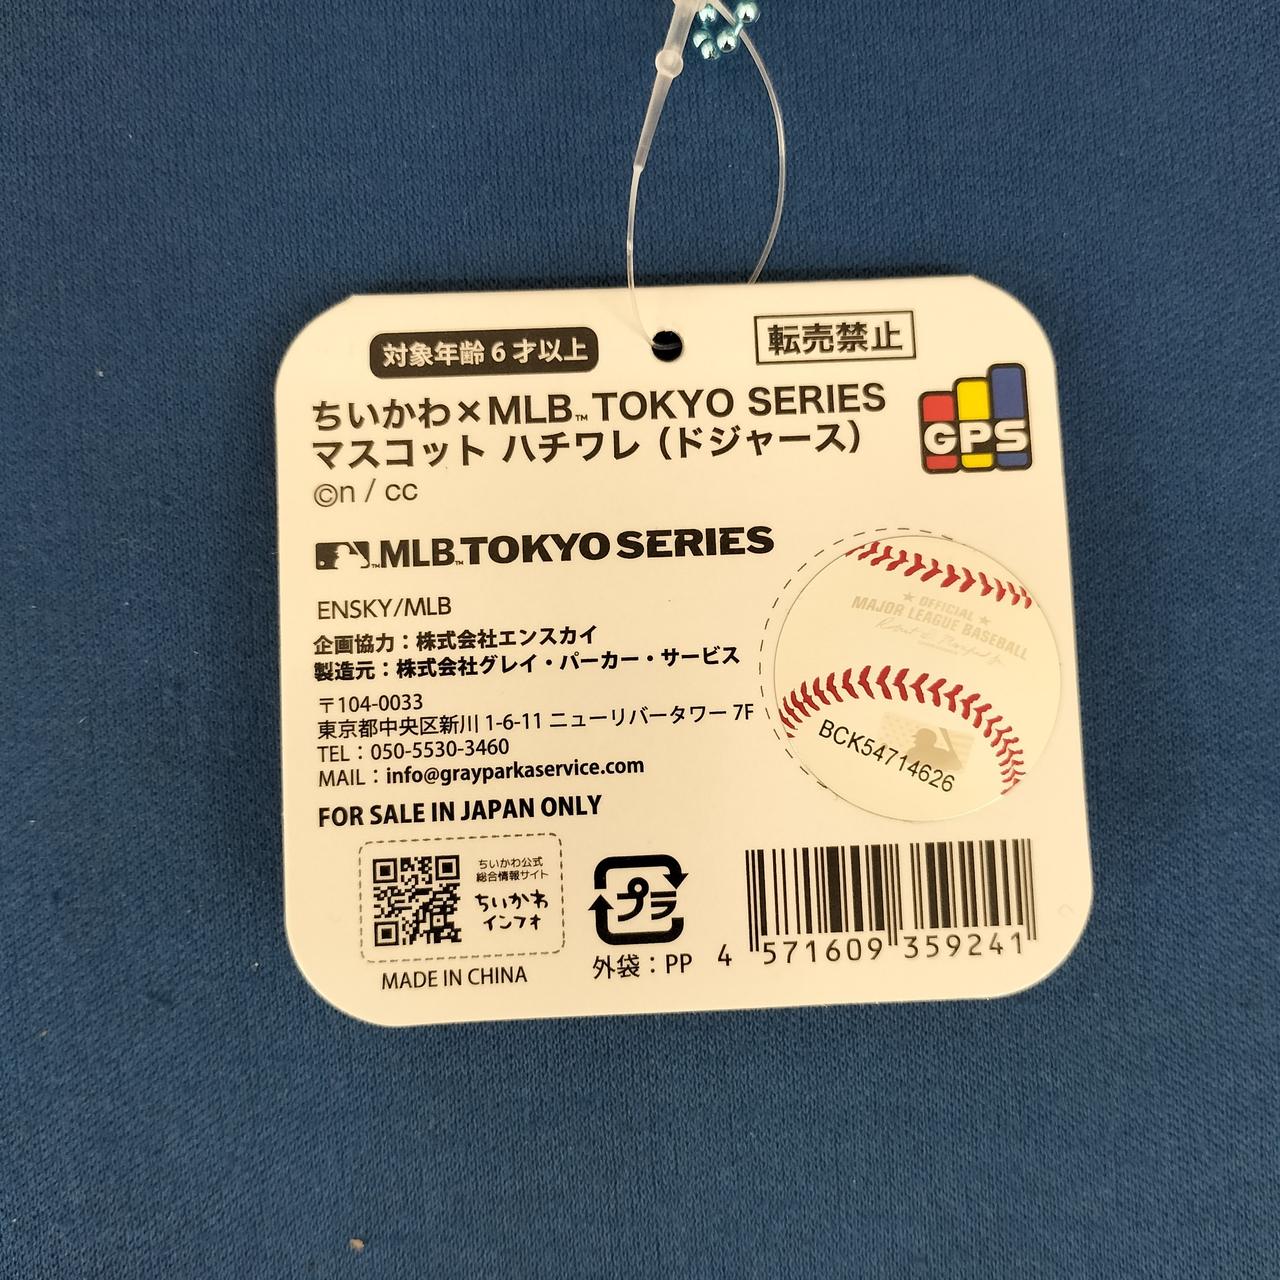 対象年齢6才以上
転売禁止
ちいかわ×MLB™ TOKYO SERIES
マスコット ハチワレ（ドジャース）
©n / cc
GPS
™MLB™TOKYO SERIES
ENSKY/MLB
企画協力：株式会社エンスカイ
製造元：株式会社グレイ・パーカー・サービス
〒104-0033
東京都中央区新川 1-6-11 ニューリバータワー 7F
TEL：050-5530-3460
MAIL：info@grayparkaservice.com
FOR SALE IN JAPAN ONLY
★ OFFICIAL ★
MAJOR LEAGUE BASEBALL
BCK54714626
ちいかわ公式
総合情報サイト
ちいかわ
インフォ
MADE IN CHINA
プラ
外袋：PP
4 571609 359241